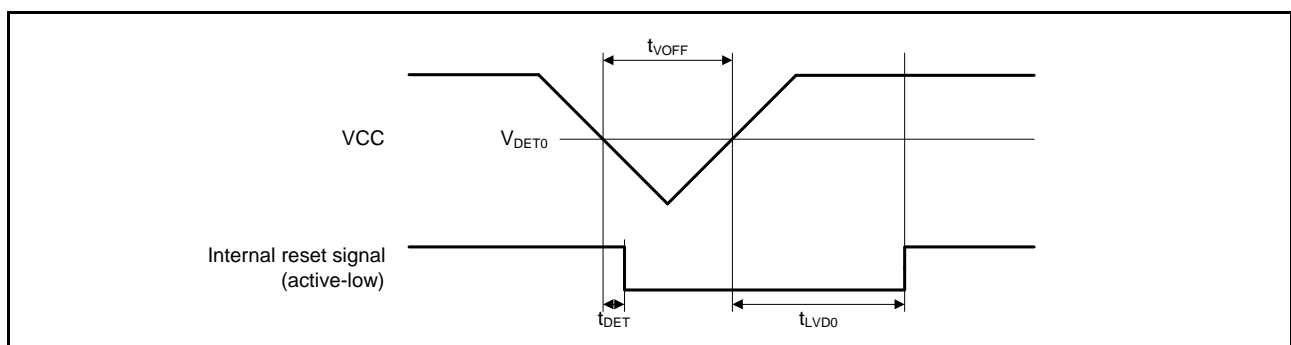 tVOFF
VCC
VDET0
Internal reset signal
(active-low)
tDET
tLVD0